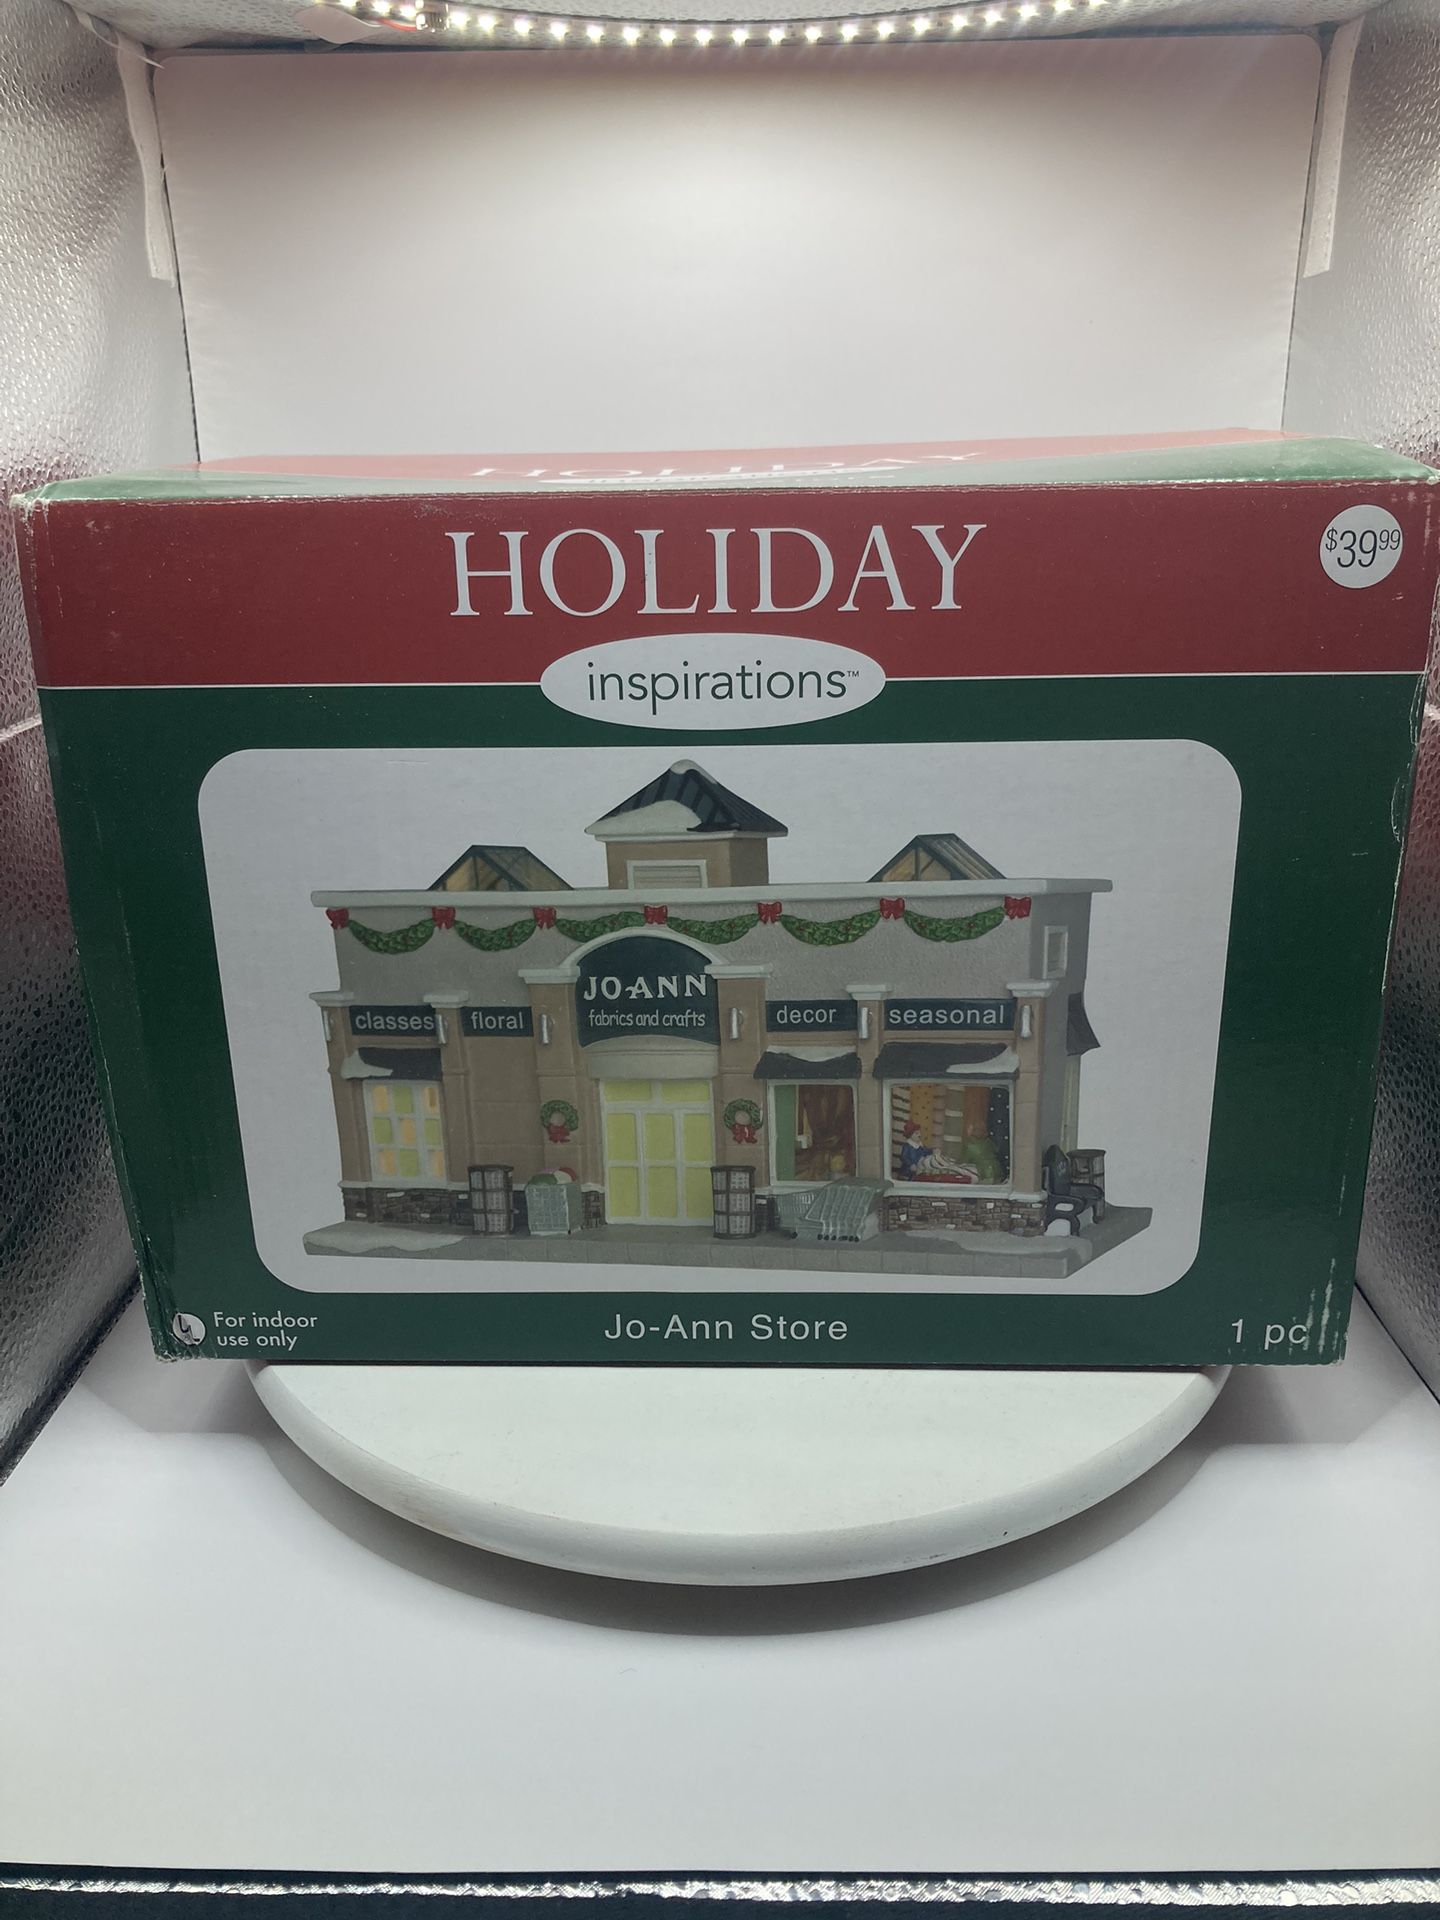 HOLIDAY
HOLIDAY
$39.99
inspirations™
JO-ANN
fabrics and crafts
classes
floral
decor
seasonal
For indoor
use only
Jo-Ann Store
1 pc